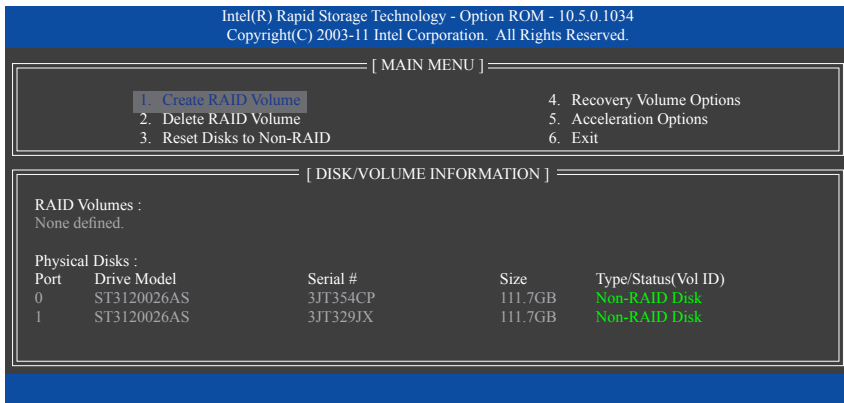 Intel(R) Rapid Storage Technology - Option ROM - 10.5.0.1034
Copyright(C) 2003-11 Intel Corporation. All Rights Reserved.
[ MAIN MENU ]
1. Create RAID Volume
2. Delete RAID Volume
3. Reset Disks to Non-RAID
4. Recovery Volume Options
5. Acceleration Options
6. Exit
[ DISK/VOLUME INFORMATION ]
RAID Volumes :
None defined.
Physical Disks :
Port Drive Model Serial # Size Type/Status(Vol ID)
0 ST3120026AS 3JT354CP 111.7GB Non-RAID Disk
1 ST3120026AS 3JT329JX 111.7GB Non-RAID Disk